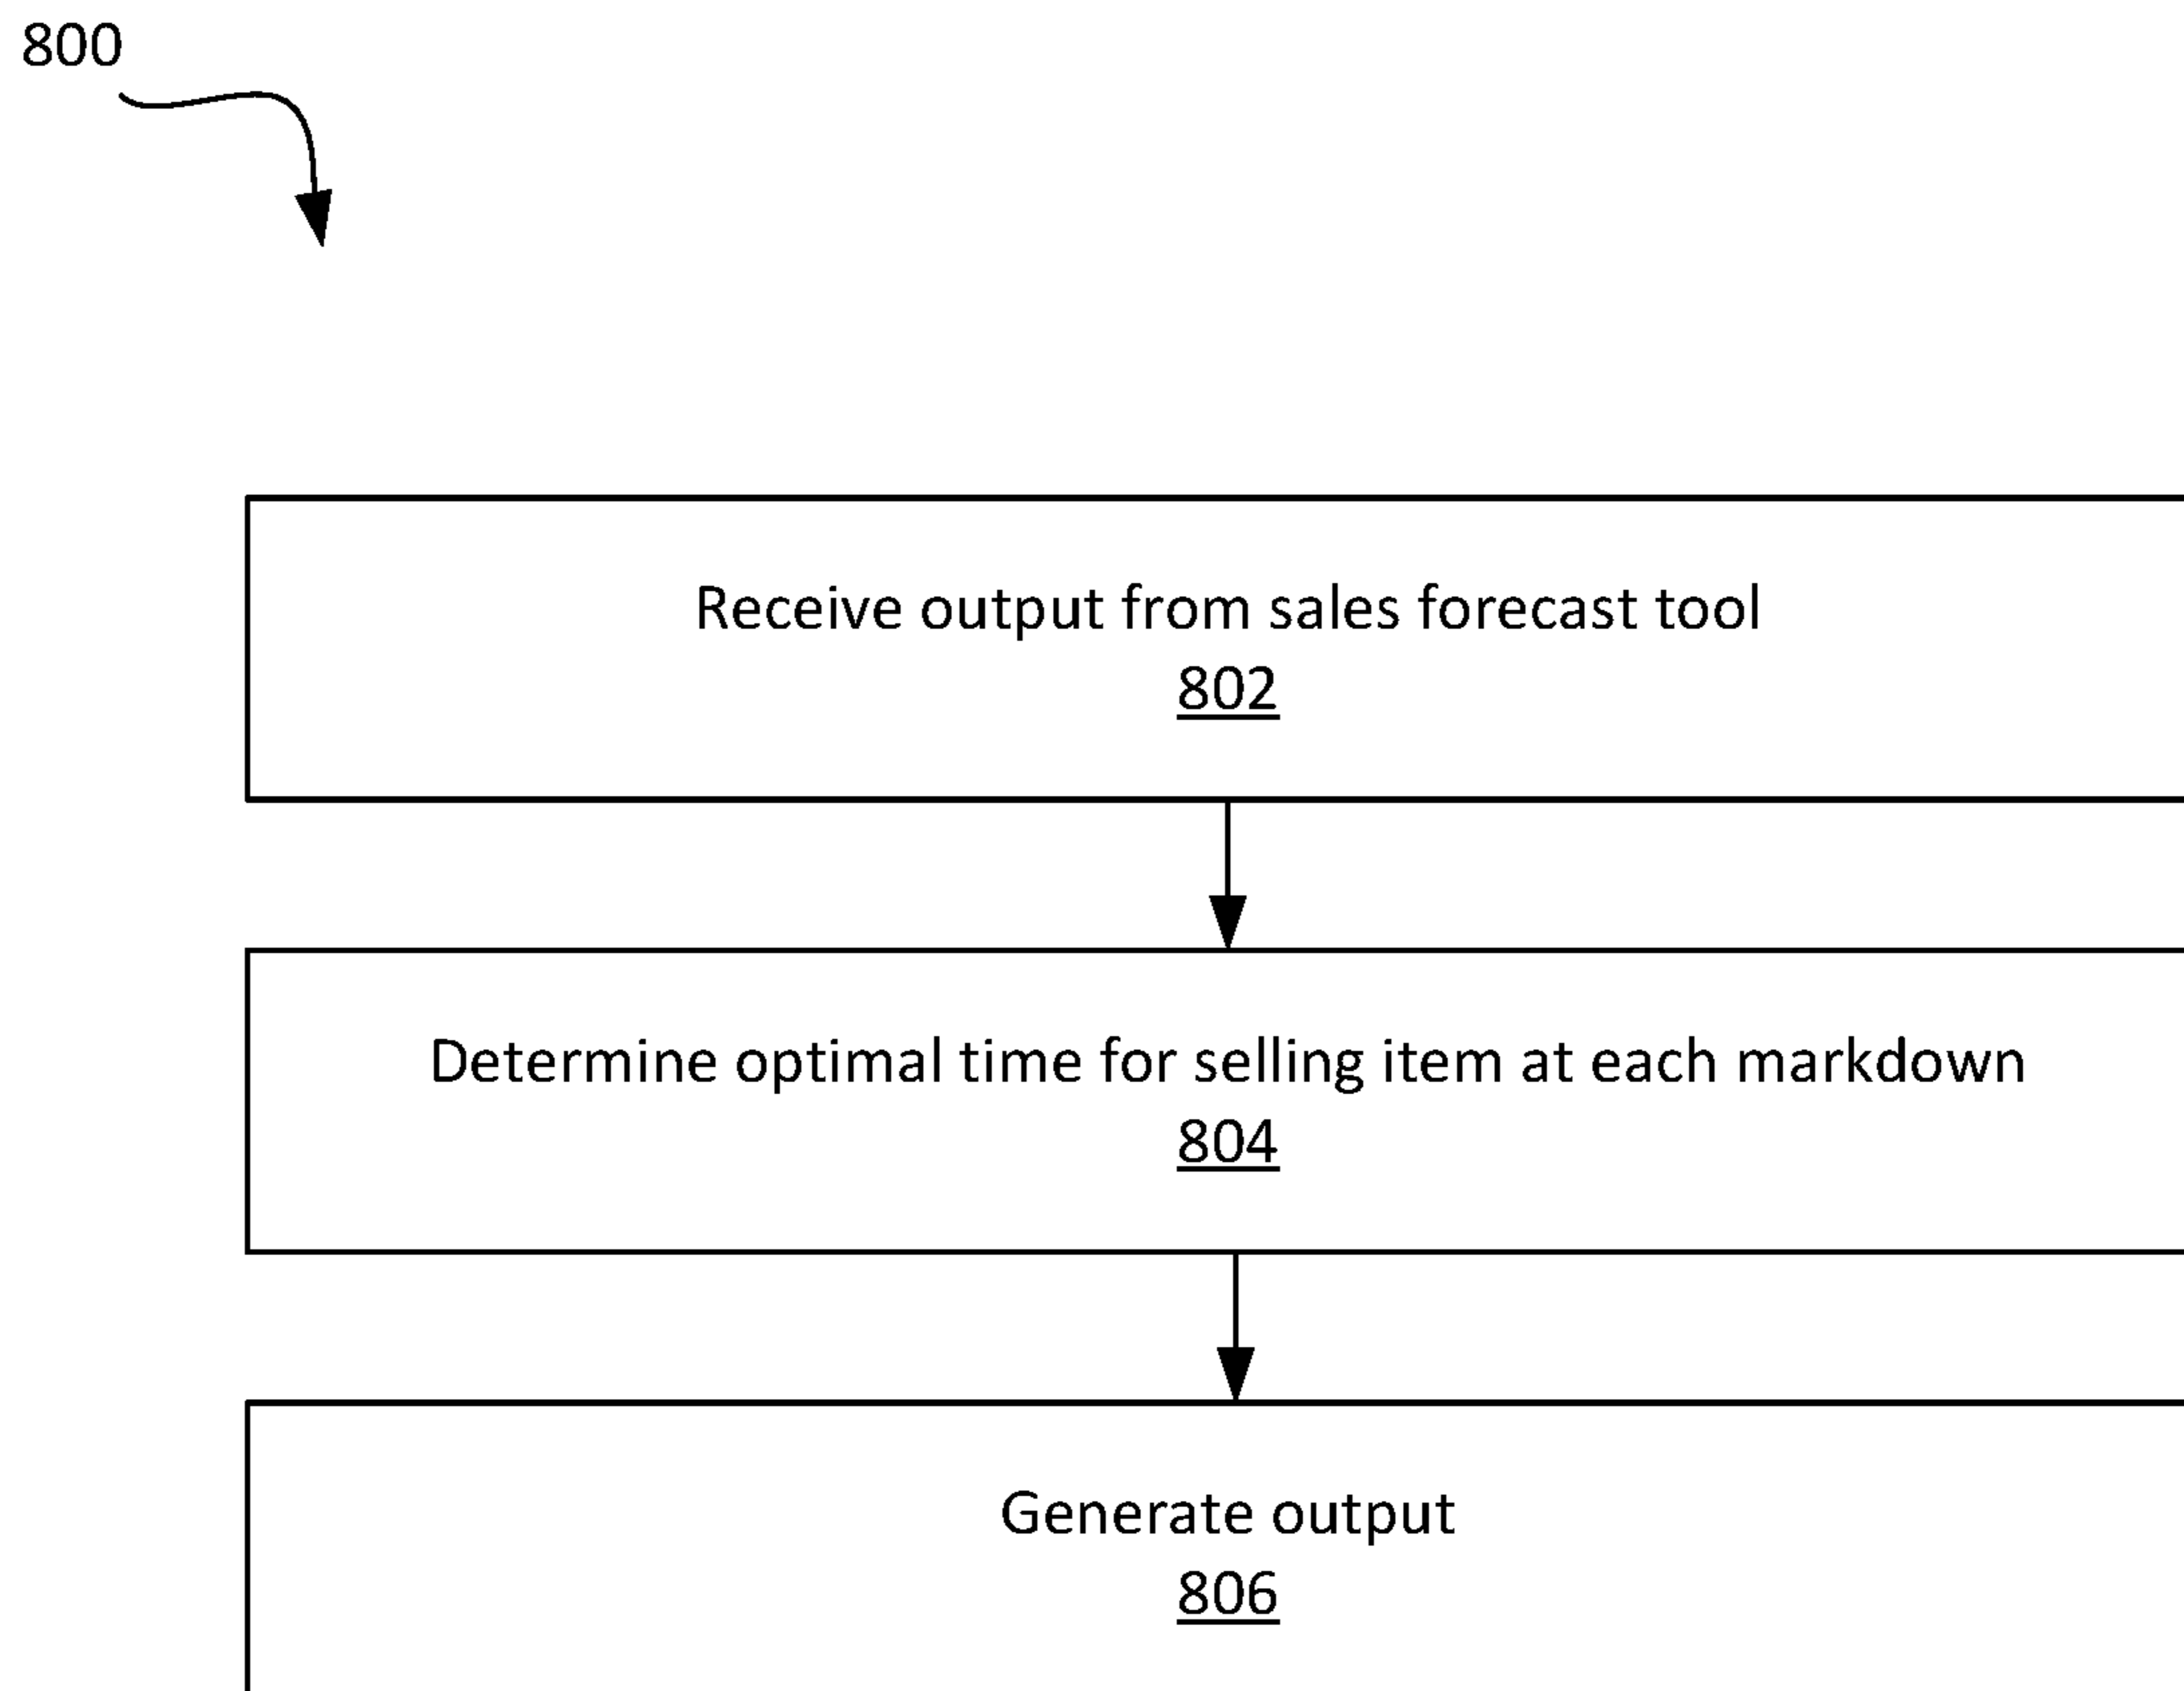 800
Receive output from sales forecast tool
802
Determine optimal time for selling item at each markdown
804
Generate output
806